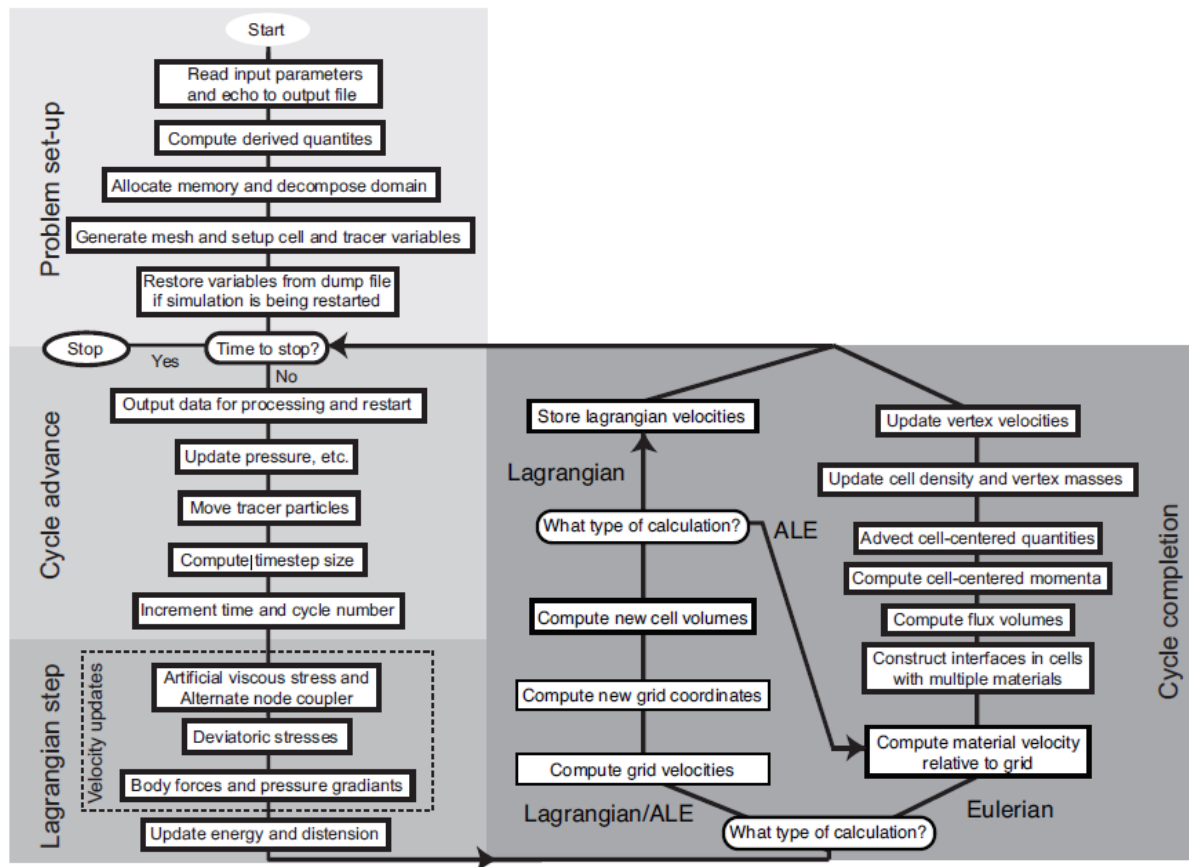 Start
Read input parameters
and echo to output file
Compute derived quantites
Allocate memory and decompose domain
Generate mesh and setup cell and tracer variables
Restore variables from dump file
if simulation is being restarted
Problem set-up
Stop
Yes
Time to stop?
No
Output data for processing and restart
Update pressure, etc.
Move tracer particles
Compute|timestep size
Increment time and cycle number
Cycle advance
Artificial viscous stress and
Alternate node coupler
Deviatoric stresses
Body forces and pressure gradiants
Velocity updates
Update energy and distension
Lagrangian step
Store lagrangian velocities
Lagrangian
What type of calculation?
ALE
Compute new cell volumes
Compute new grid coordinates
Compute grid velocities
Lagrangian/ALE
What type of calculation?
Eulerian
Update vertex velocities
Update cell density and vertex masses
Advect cell-centered quantities
Compute cell-centered momenta
Compute flux volumes
Construct interfaces in cells
with multiple materials
Compute material velocity
relative to grid
Cycle completion